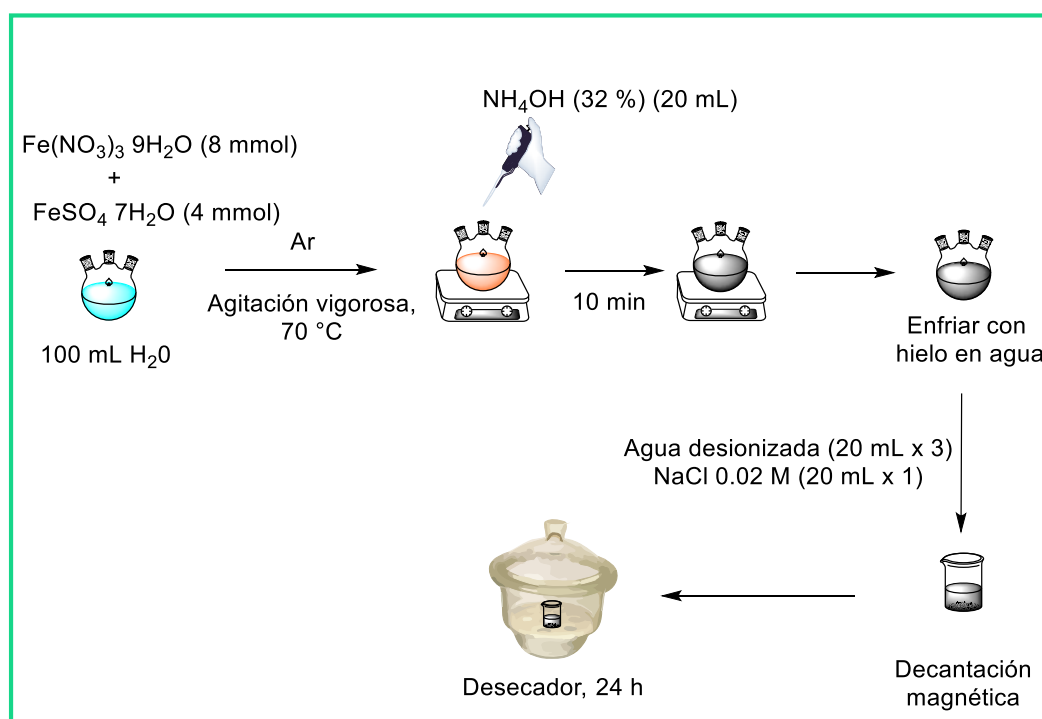 NH₄OH (32 %) (20 mL)
Fe(NO₃)₃ 9H₂O (8 mmol)
+
FeSO₄ 7H₂O (4 mmol)
100 mL H₂0
Ar
Agitación vigorosa,
70 °C
10 min
Enfriar con
hielo en agua
Agua desionizada (20 mL x 3)
NaCl 0.02 M (20 mL x 1)
Decantación
magnética
Desecador, 24 h